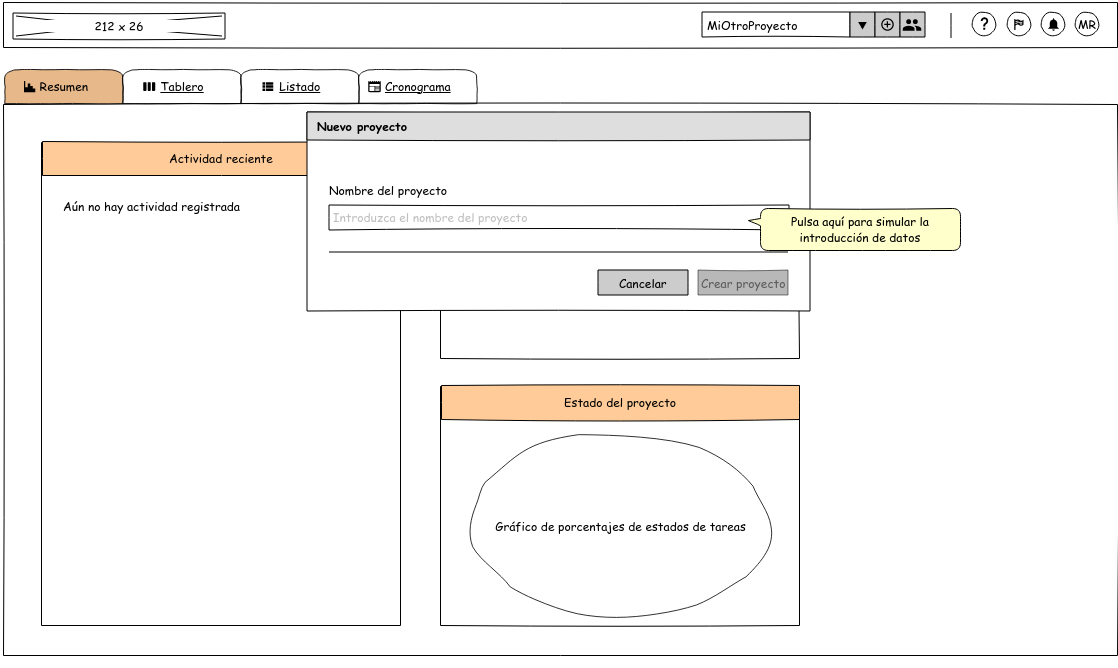 212 x 26
MiOtroProyecto
?
MR
Resumen
Tablero
Listado
Cronograma
Nuevo proyecto
Actividad reciente
Aún no hay actividad registrada
Nombre del proyecto
Introduzca el nombre del proyecto
Pulsa aquí para simular la
introducción de datos
Cancelar
Crear proyecto
Estado del proyecto
Gráfico de porcentajes de estados de tareas